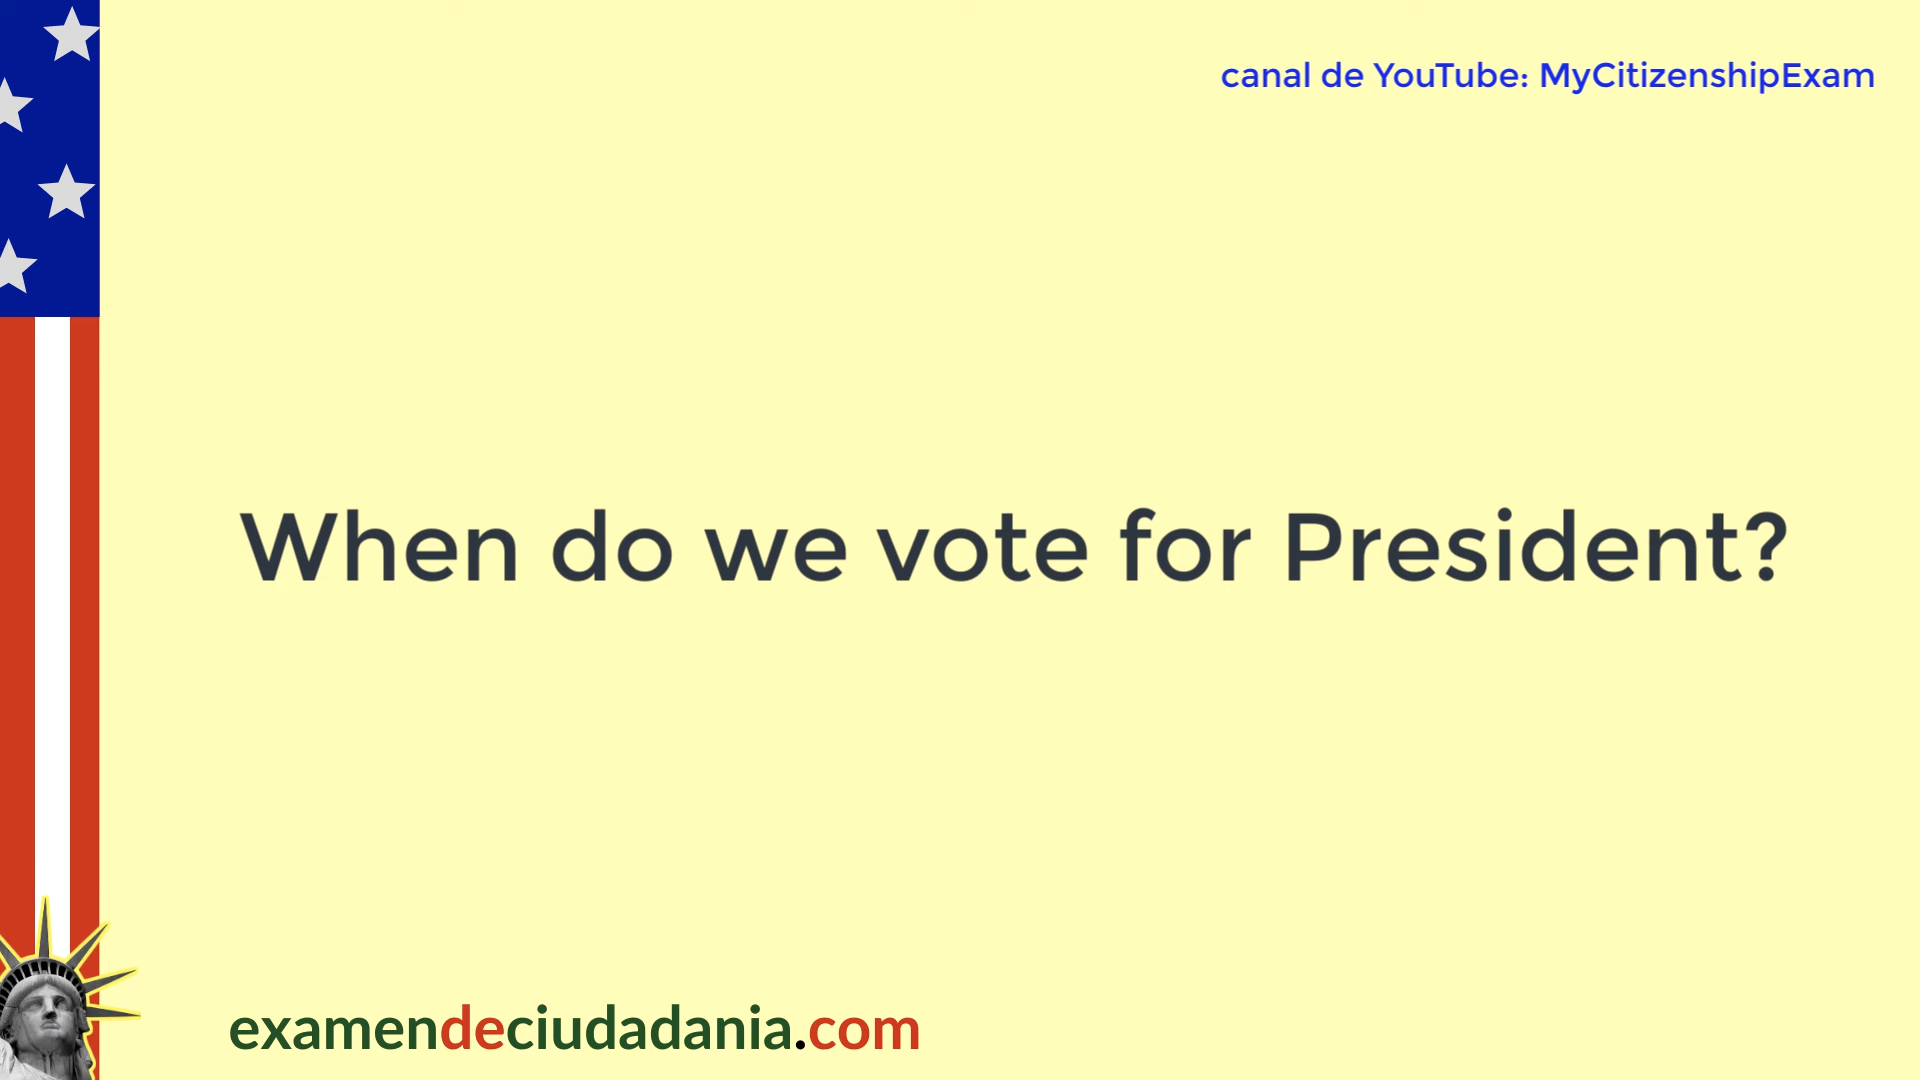 canal de YouTube: MyCitizenshipExam
When do we vote for President?
examendeciudadania.com